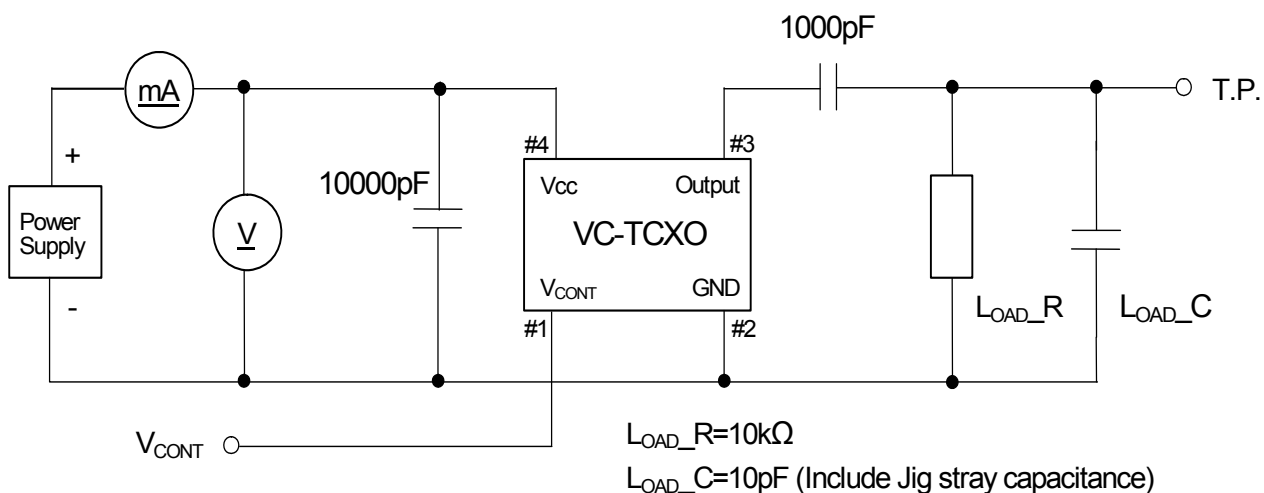 1000pF
mA
T.P.
#4
#3
+
10000pF
Vcc
Output
Power
Supply
V
VC-TCXO
VCONT
GND
-
#1
#2
LOAD_R
LOAD_C
VCONT
LOAD_R=10kΩ
LOAD_C=10pF (Include Jig stray capacitance)